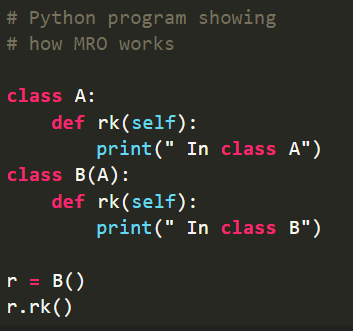 # Python program showing
# how MRO works

class A:
    def rk(self):
        print(" In class A")
class B(A):
    def rk(self):
        print(" In class B")

r = B()
r.rk()